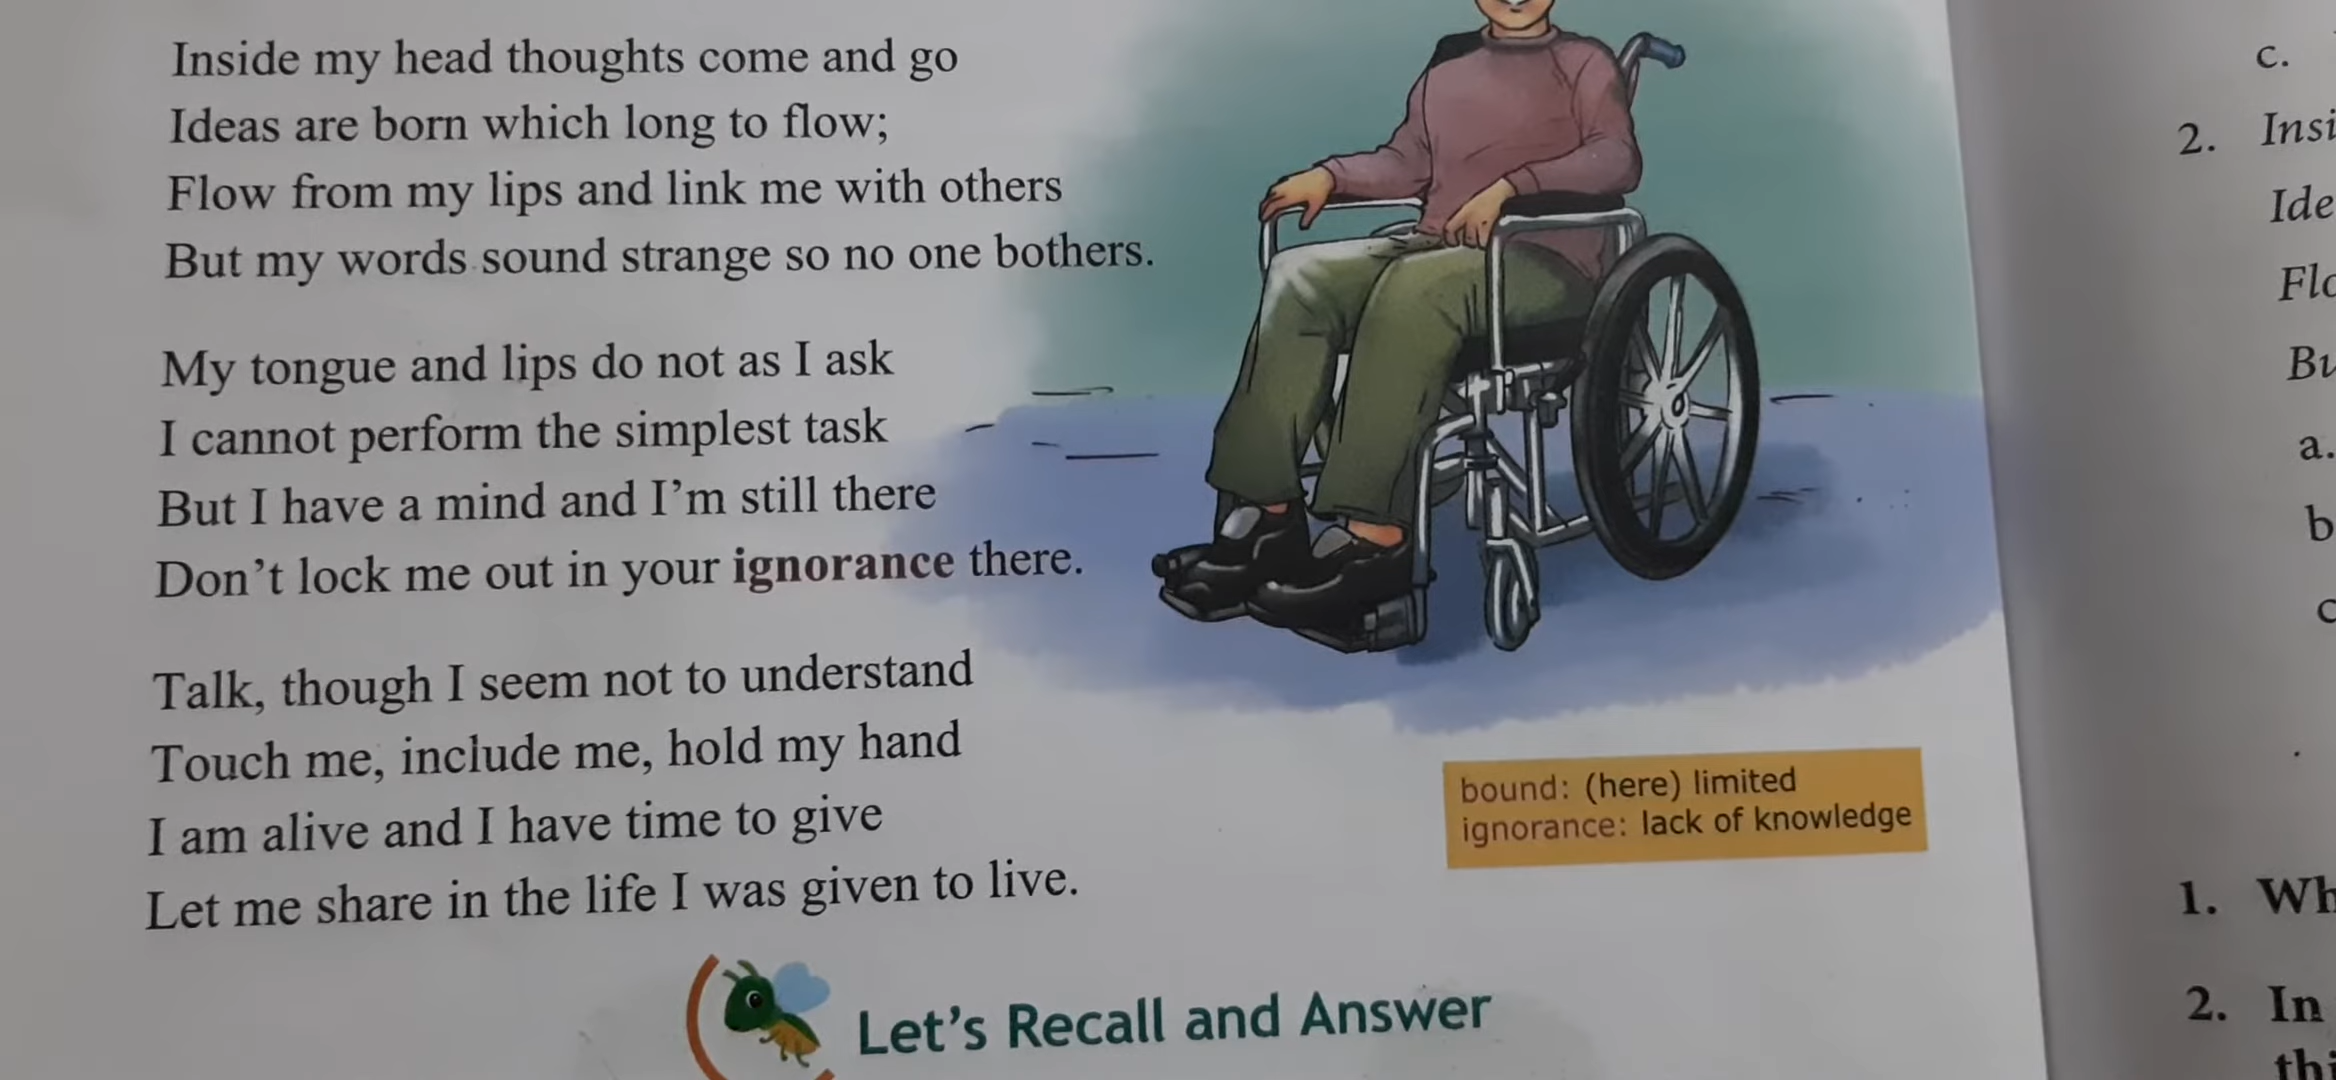 Inside my head thoughts come and go
Ideas are born which long to flow;
Flow from my lips and link me with others
But my words sound strange so no one bothers.
My tongue and lips do not as I ask
I cannot perform the simplest task
But I have a mind and I'm still there
Don't lock me out in your ignorance there.
Talk, though I seem not to understand
Touch me, include me, hold my hand
I am alive and I have time to give
Let me share in the life I was given to live.
bound: (here) limited
ignorance: lack of knowledge
Let's Recall and Answer
c.
2.
a.
b
c
1.
2. In